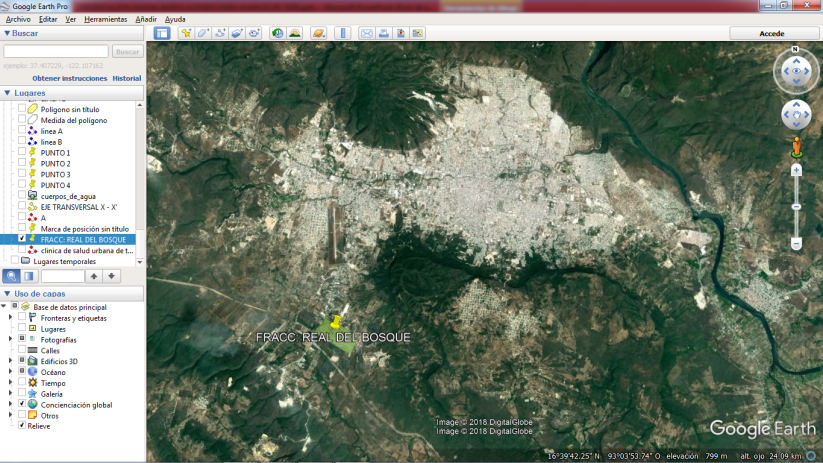 Google Earth Pro
Archivo Editar Ver Herramientas Añadir Ayuda
Buscar
Buscar
ejemplo: 37.407229, -122.107162
Obtener instrucciones Historial
Lugares
Polígono sin título
Medida del polígono
linea A
linea B
PUNTO 1
PUNTO 2
PUNTO 3
PUNTO 4
cuerpos_de_agua
EJE TRANSVERSAL X - X'
A
Marca de posición sin título
FRACC: REAL DEL BOSQUE
clinica de salud urbana de t...
Lugares temporales
Uso de capas
Base de datos principal
Fronteras y etiquetas
Lugares
Fotografías
Calles
Edificios 3D
Océano
Tiempo
Galería
Concienciación global
Otros
Relieve
Accede
N
FRACC: REAL DEL BOSQUE
Image © 2018 DigitalGlobe
Image © 2018 DigitalGlobe
Google Earth
16°39'42.25" N 93°03'53.74" O elevación 799 m alt. ojo 24.09 km